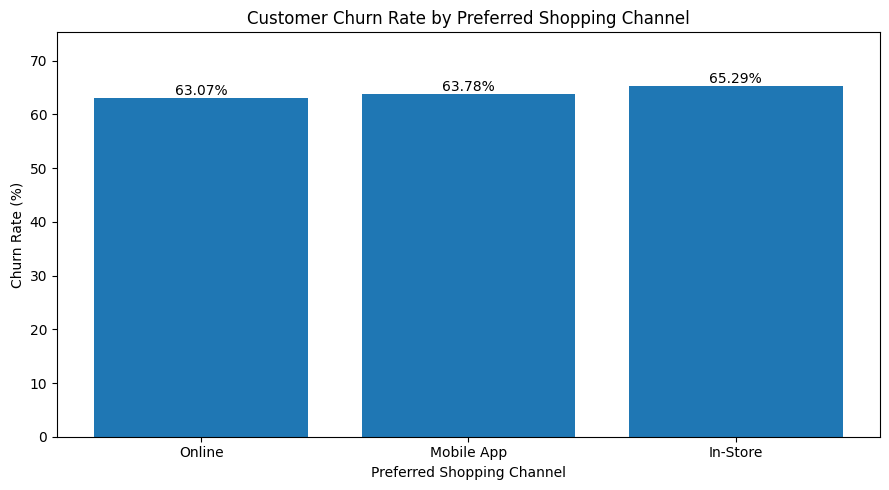 Customer Churn Rate by Preferred Shopping Channel
Churn Rate (%)
70
60
50
40
30
20
10
0
63.07%
63.78%
65.29%
Online
Mobile App
In-Store
Preferred Shopping Channel